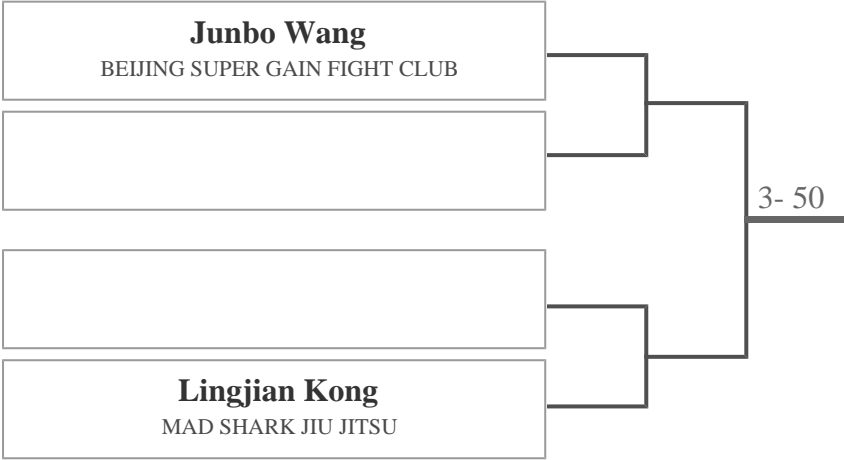 Junbo Wang
BEIJING SUPER GAIN FIGHT CLUB
3- 50
Lingjian Kong
MAD SHARK JIU JITSU